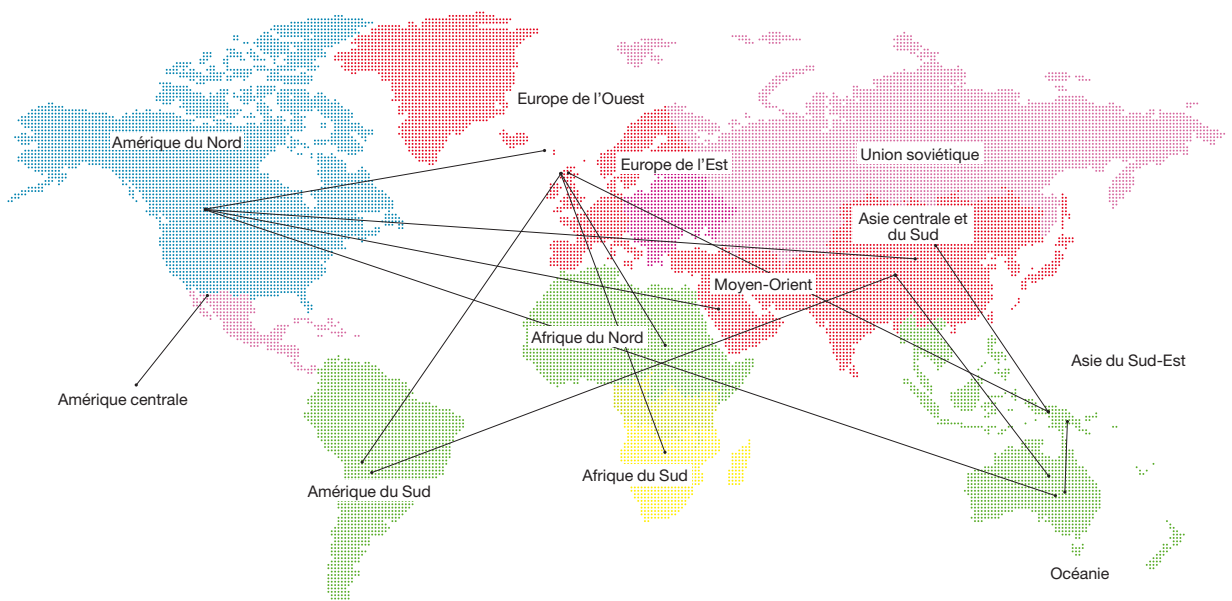 Europe de l’Ouest
Amérique du Nord
Europe de l’Est
Union soviétique
Asie centrale et
du Sud
Moyen-Orient
Afrique du Nord
Asie du Sud-Est
Amérique centrale
Afrique du Sud
Amérique du Sud
Océanie